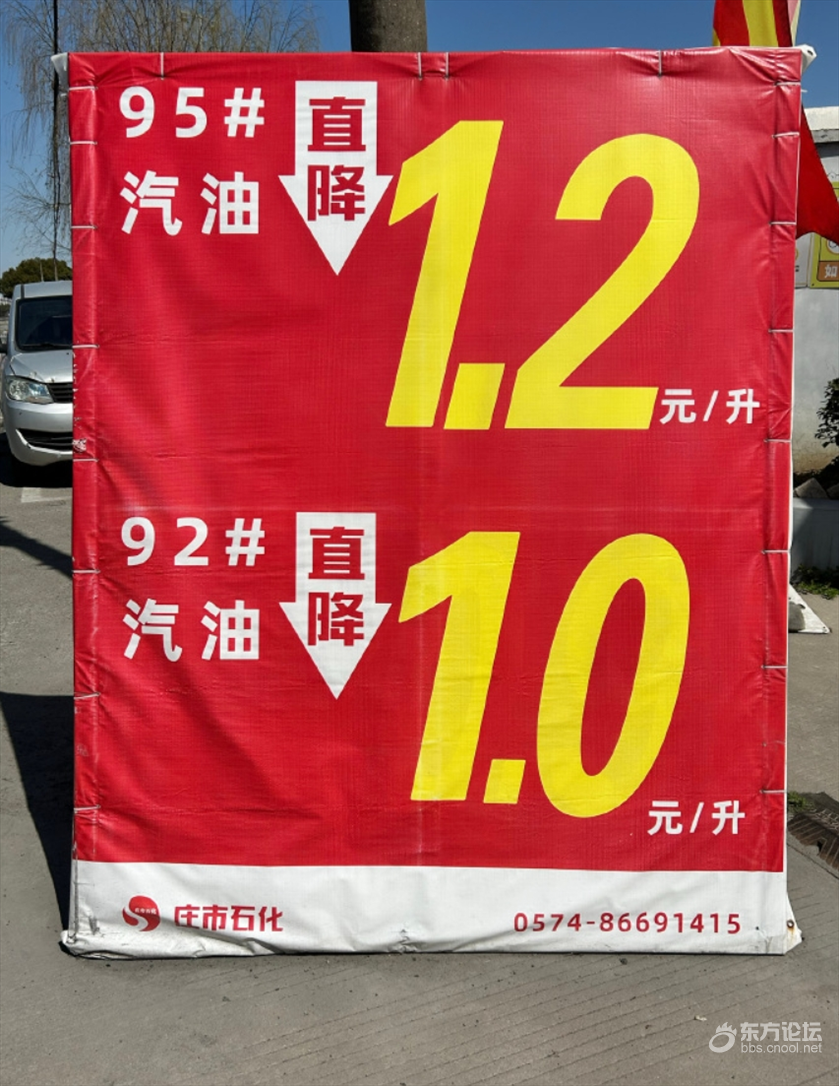 95#
汽油
直降
1.2
元/升
92#
汽油
直降
1.0
元/升
庄市石化
0574-86691415
如
东方论坛
bbs.cnool.net